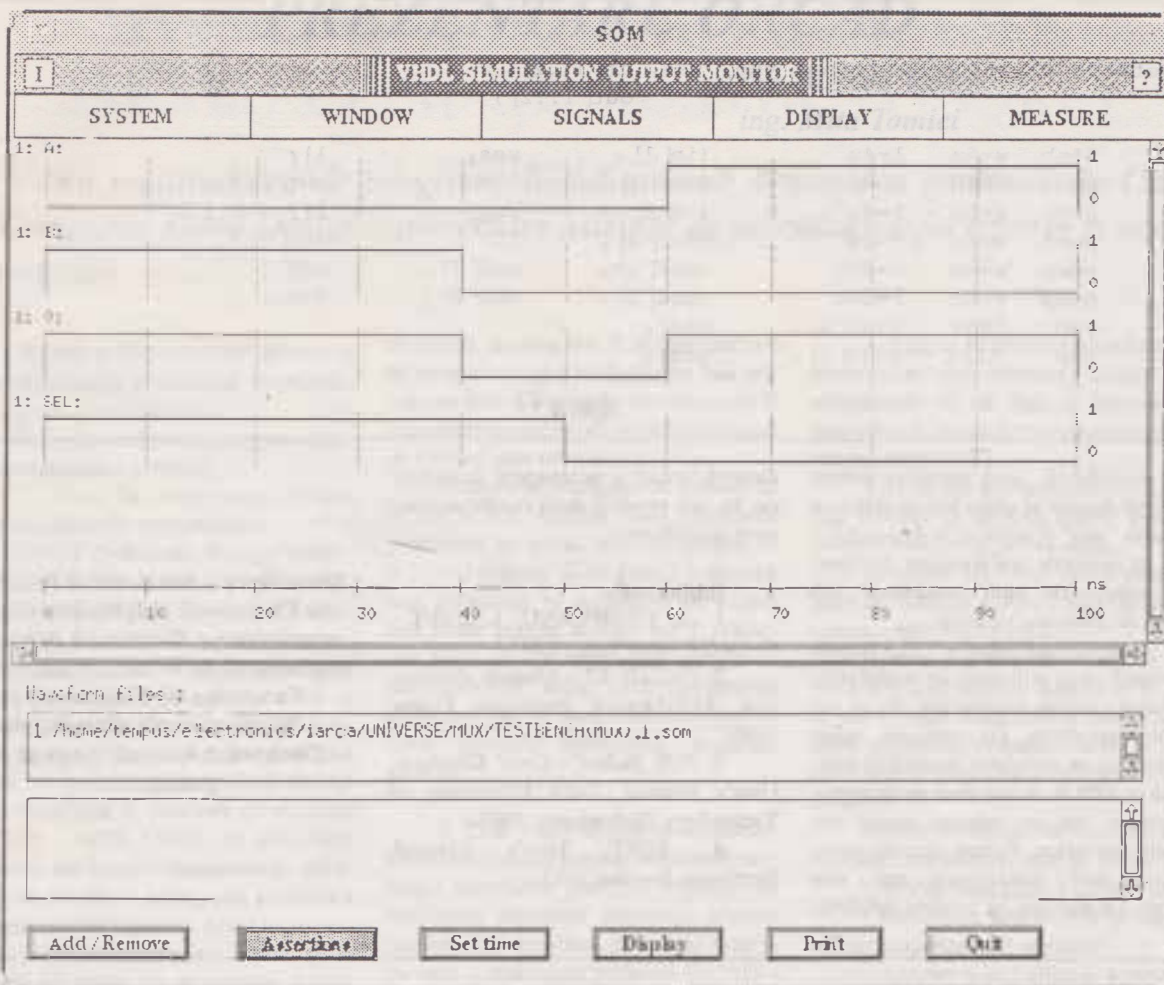 SOM
I VHDL SIMULATION OUTPUT MONITOR ?
SYSTEM WINDOW SIGNALS DISPLAY MEASURE
1: A: 1
0
1: B: 1
0
1: O: 1
0
1: SEL: 1
0
ns
10 20 30 40 50 60 70 80 90 100
Waveform files :
1 /home/tempus/electronics/iancia/UNIVERSE/MUX/TESTBENCH(MUX).1.som
Add / Remove Assertions Set time Display Print Quit